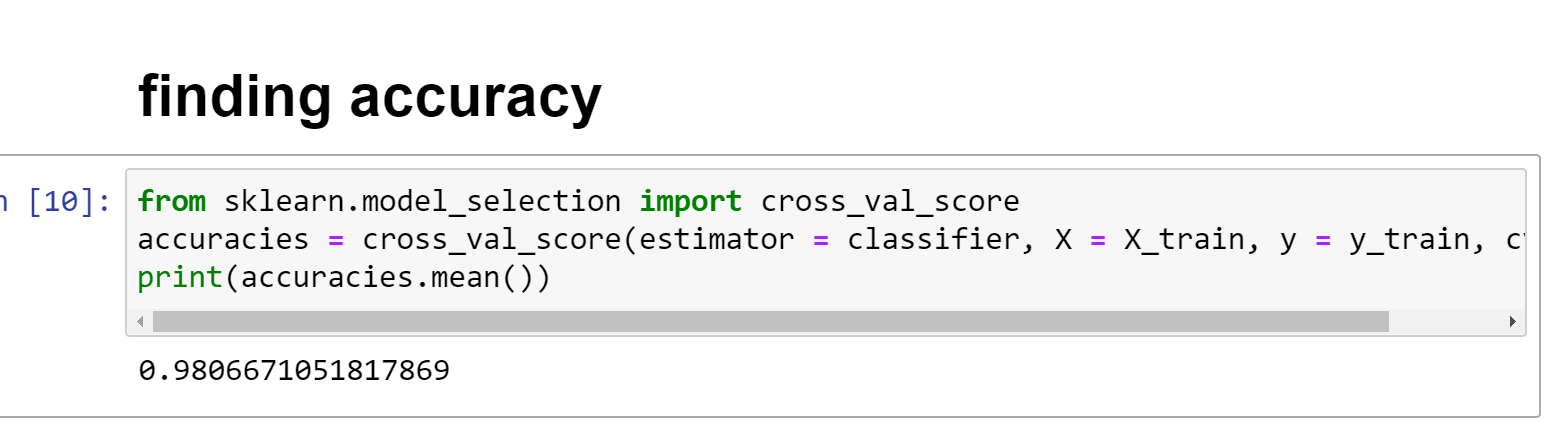 finding accuracy
[10]:
from sklearn.model_selection import cross_val_score
accuracies = cross_val_score(estimator = classifier, X = X_train, y = y_train,
print(accuracies.mean())
0.9806671051817869